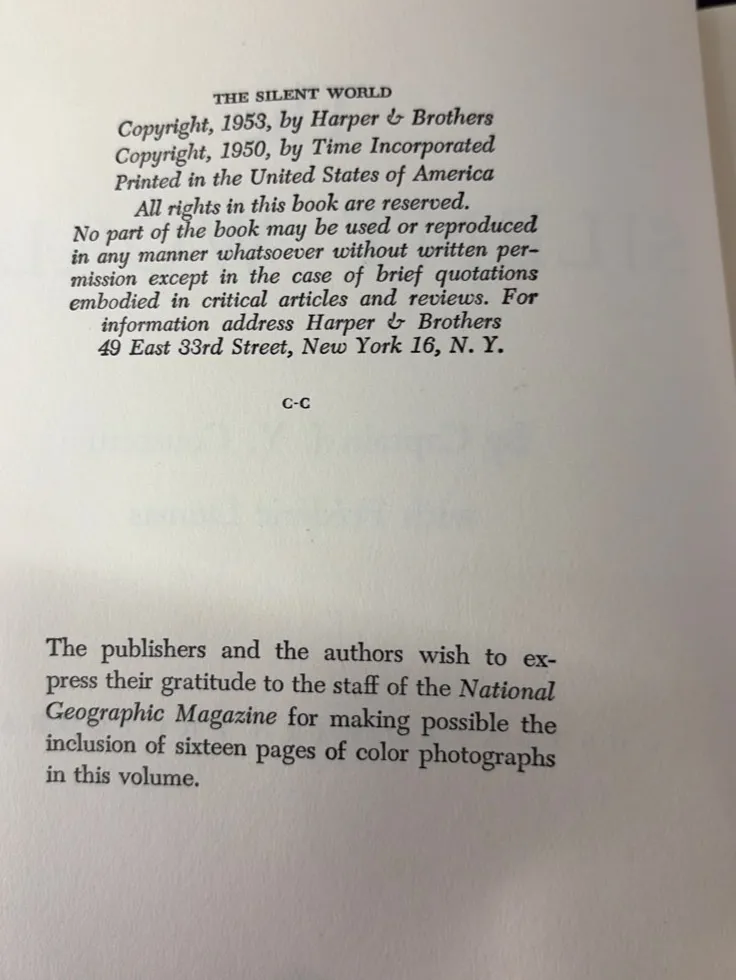 THE SILENT WORLD
Copyright, 1953, by Harper & Brothers
Copyright, 1950, by Time Incorporated
Printed in the United States of America
All rights in this book are reserved.
No part of the book may be used or reproduced
in any manner whatsoever without written per-
mission except in the case of brief quotations
embodied in critical articles and reviews. For
information address Harper & Brothers
49 East 33rd Street, New York 16, N. Y.
C-C
The publishers and the authors wish to ex-
press their gratitude to the staff of the National
Geographic Magazine for making possible the
inclusion of sixteen pages of color photographs
in this volume.